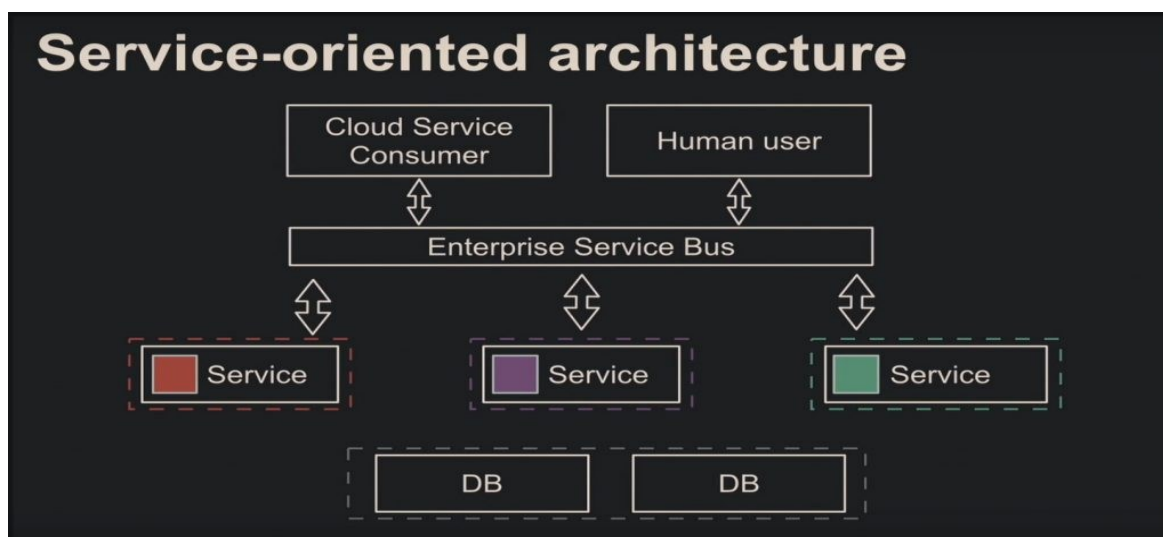 Service-oriented architecture
Cloud Service
Consumer
Human user
Enterprise Service Bus
Service
Service
Service
DB
DB